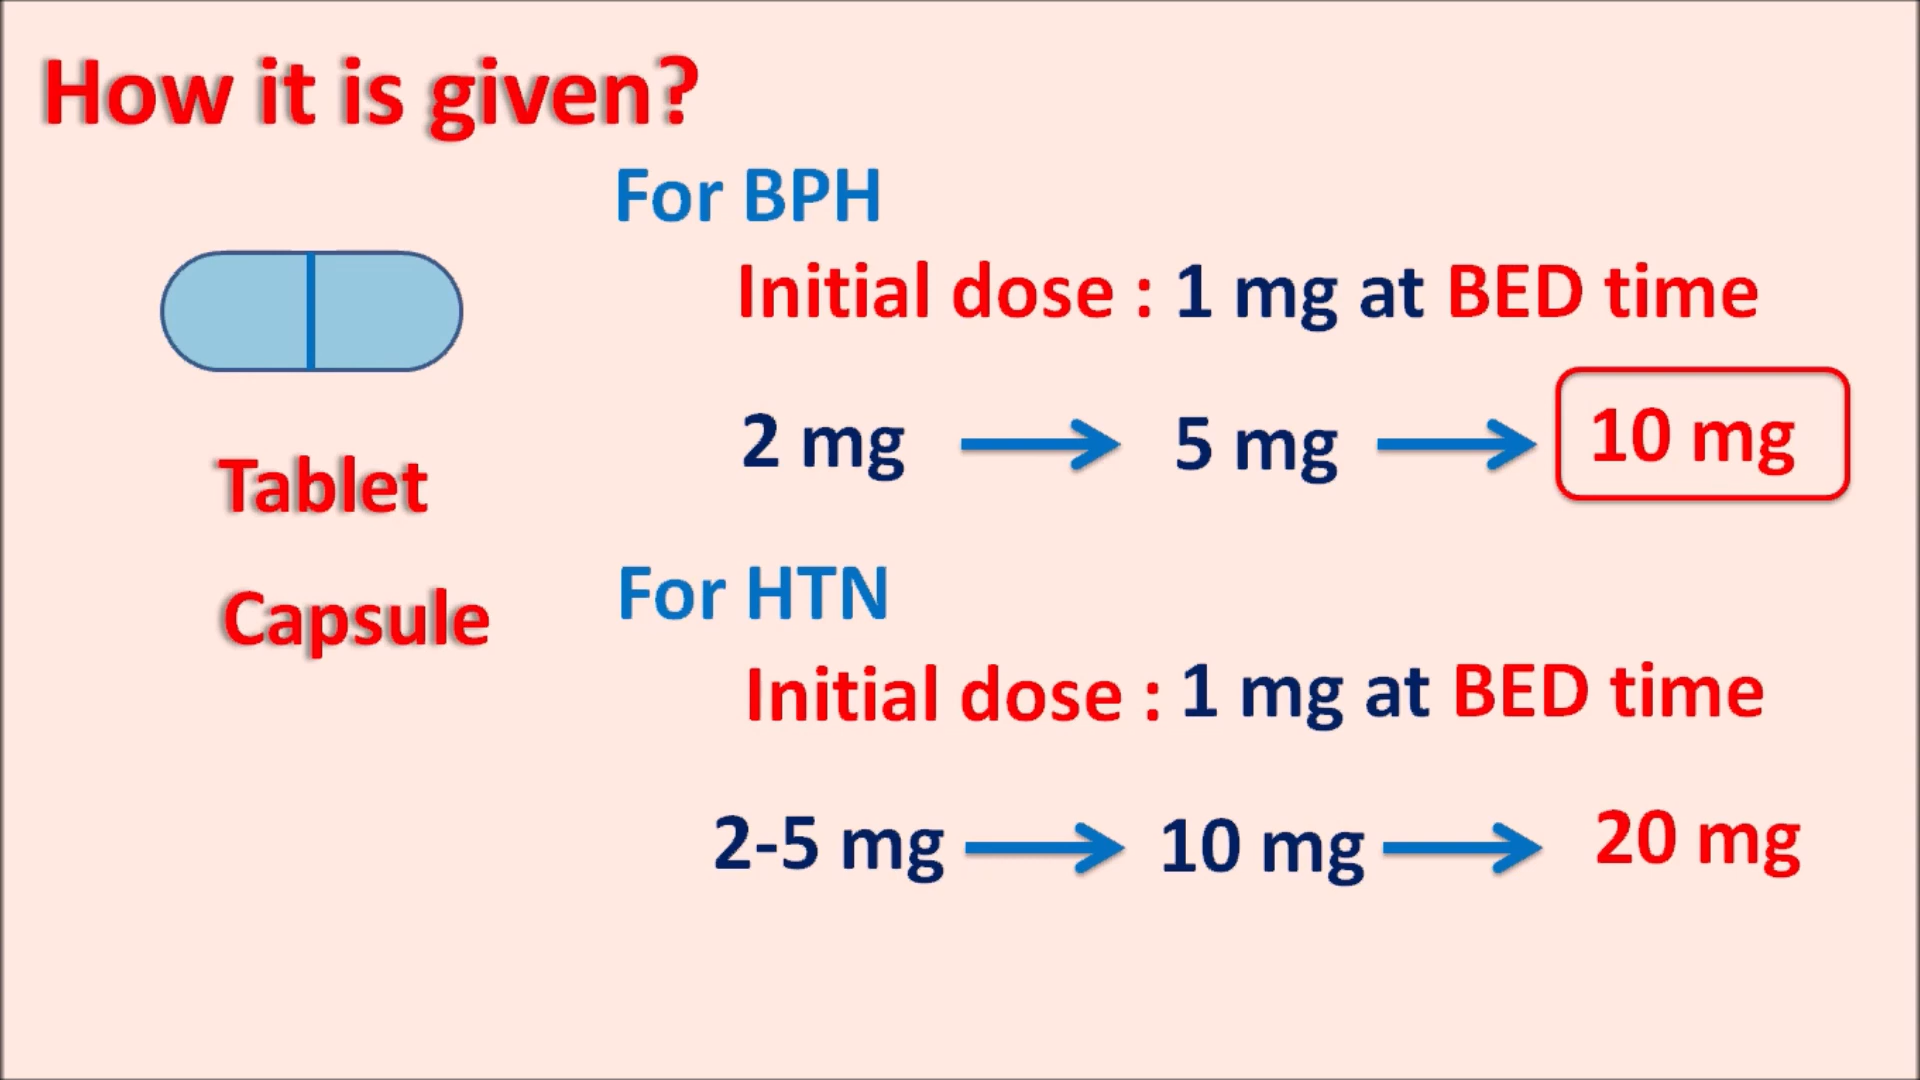 How it is given?
For BPH
Initial dose : 1 mg at BED time
2 mg
5 mg
10 mg
Tablet
Capsule
For HTN
Initial dose : 1 mg at BED time
2-5 mg
10 mg
20 mg